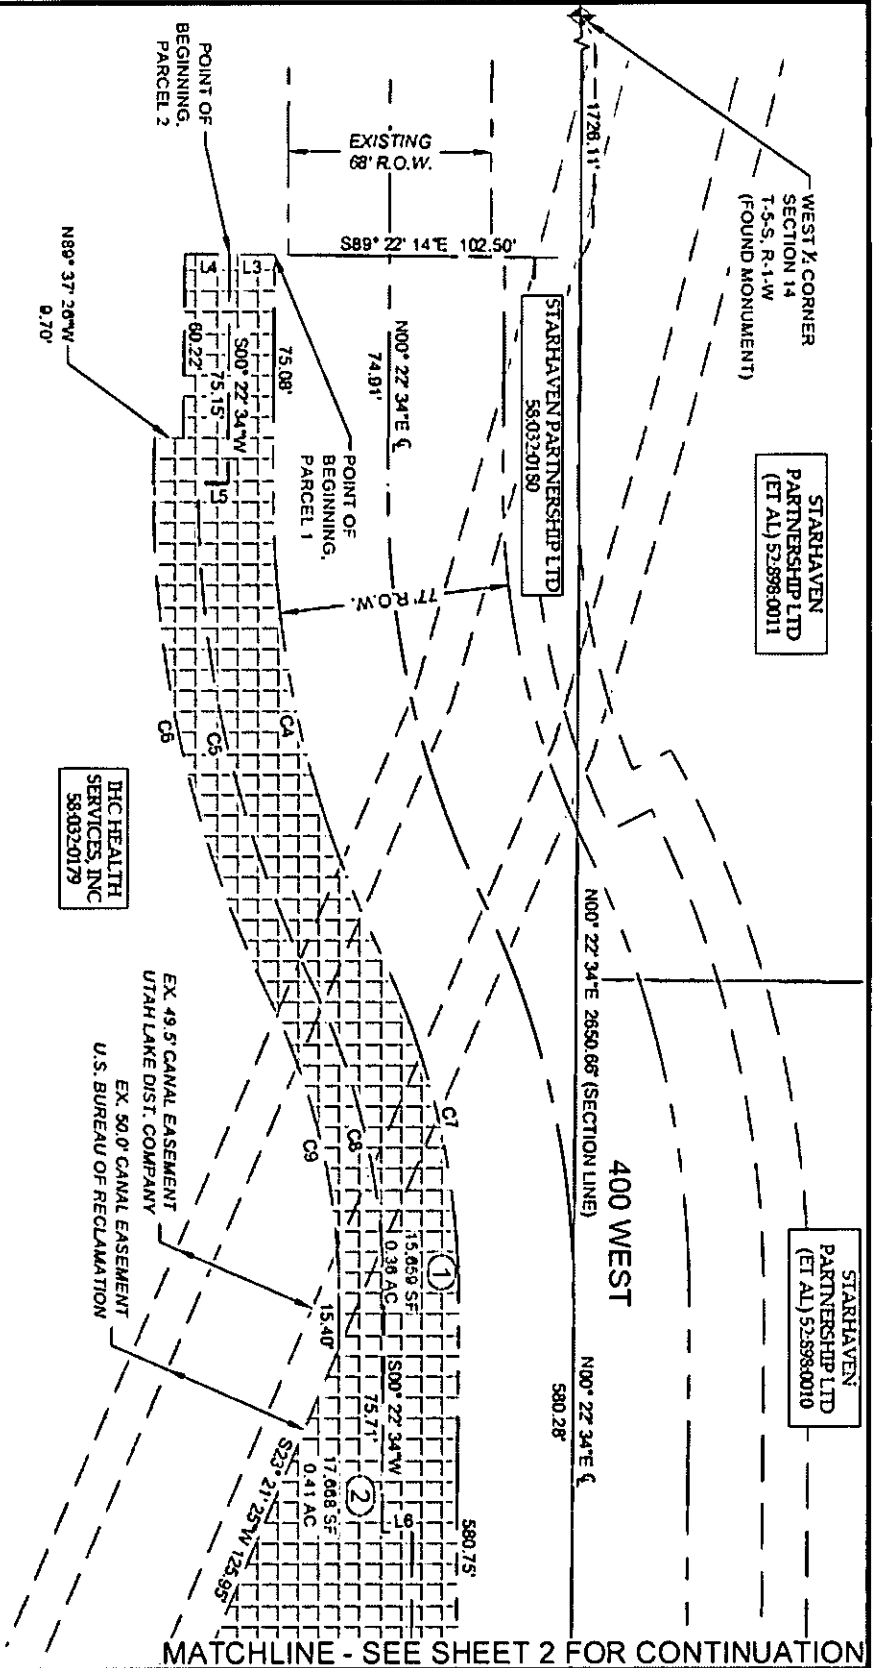 WEST ¼ CORNER
SECTION 14
T-5-S, R-1-W
(FOUND MONUMENT)
1726.11'
STARHAVEN
PARTNERSHIP LTD
(ET AL) 52:898:0011
STARHAVEN
PARTNERSHIP LTD
(ET AL) 52:898:0010
EXISTING
68' R.O.W.
S89° 22' 14"E 102.50'
STARHAVEN PARTNERSHIP LTD
58:032:0180
N00° 22' 34"E 2650.66' (SECTION LINE)
400 WEST
N00° 22' 34"E ℄
580.28'
N00° 22' 34"E ℄
74.91'
POINT OF
BEGINNING,
PARCEL 1
77' R.O.W.
POINT OF
BEGINNING,
PARCEL 2
L4
L3
75.08'
S00° 22' 34"W
75.15'
60.22'
L5
N89° 37' 26"W
9.70'
C4
C5
C6
C7
C8
C9
1
15,659 SF
0.36 AC
580.75'
S00° 22' 34"W
75.71'
L6
2
17,668 SF
0.41 AC
15.40'
S23° 21' 25"W 125.95'
IHC HEALTH
SERVICES, INC
58:032:0179
EX. 49.5' CANAL EASEMENT
UTAH LAKE DIST. COMPANY
EX. 50.0' CANAL EASEMENT
U.S. BUREAU OF RECLAMATION
MATCHLINE - SEE SHEET 2 FOR CONTINUATION